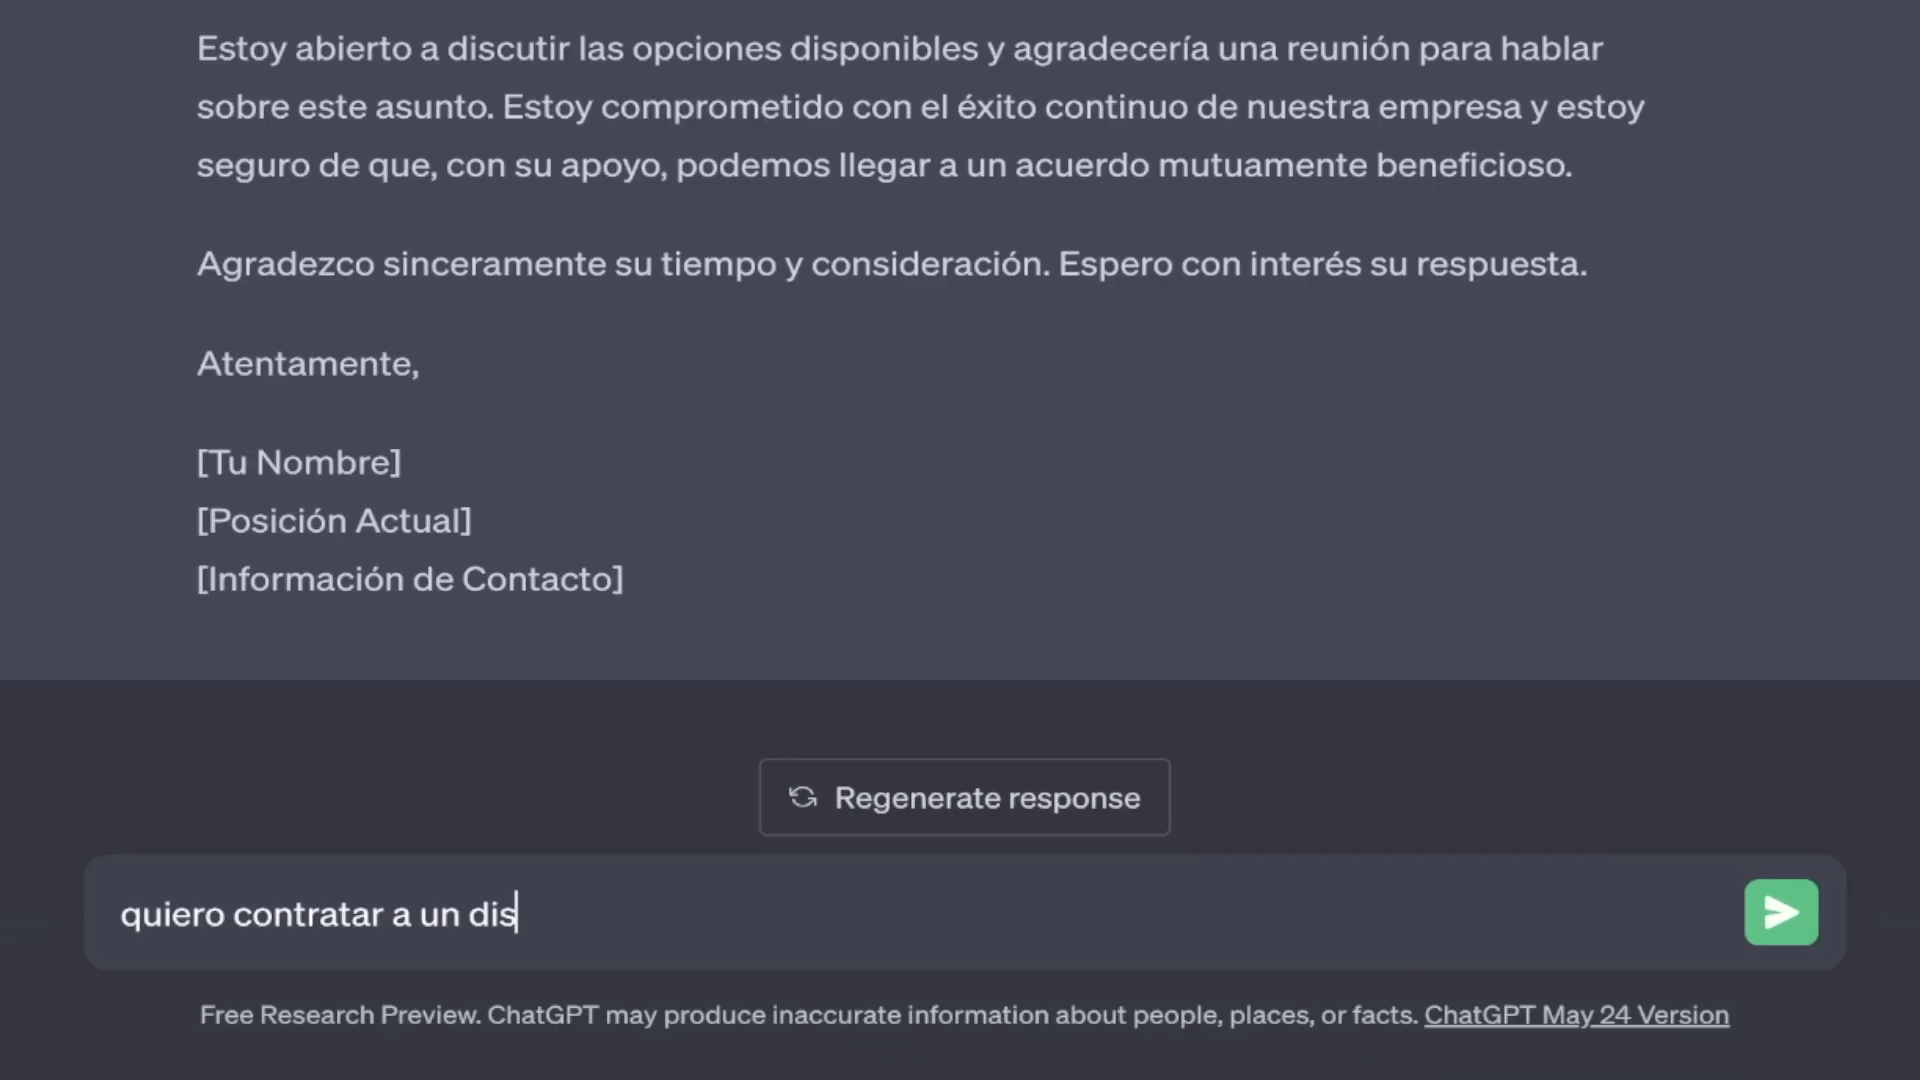 Estoy abierto a discutir las opciones disponibles y agradecería una reunión para hablar
sobre este asunto. Estoy comprometido con el éxito continuo de nuestra empresa y estoy
seguro de que, con su apoyo, podemos llegar a un acuerdo mutuamente beneficioso.
Agradezco sinceramente su tiempo y consideración. Espero con interés su respuesta.
Atentamente,
[Tu Nombre]
[Posición Actual]
[Información de Contacto]
Regenerate response
quiero contratar a un dis
Free Research Preview. ChatGPT may produce inaccurate information about people, places, or facts. ChatGPT May 24 Version